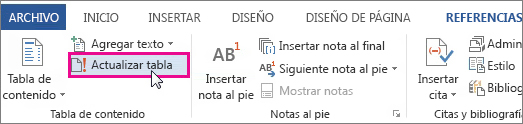 ARCHIVO INICIO INSERTAR DISEÑO DISEÑO DE PÁGINA REFERENCIAS
Tabla de
contenido
Agregar texto
Actualizar tabla
Tabla de contenido
AB¹
Insertar
nota al pie
Insertar nota al final
AB¹ Siguiente nota al pie
Mostrar notas
Notas al pie
Insertar
cita
Admin
Estilo
Biblio
Citas y bibliografí